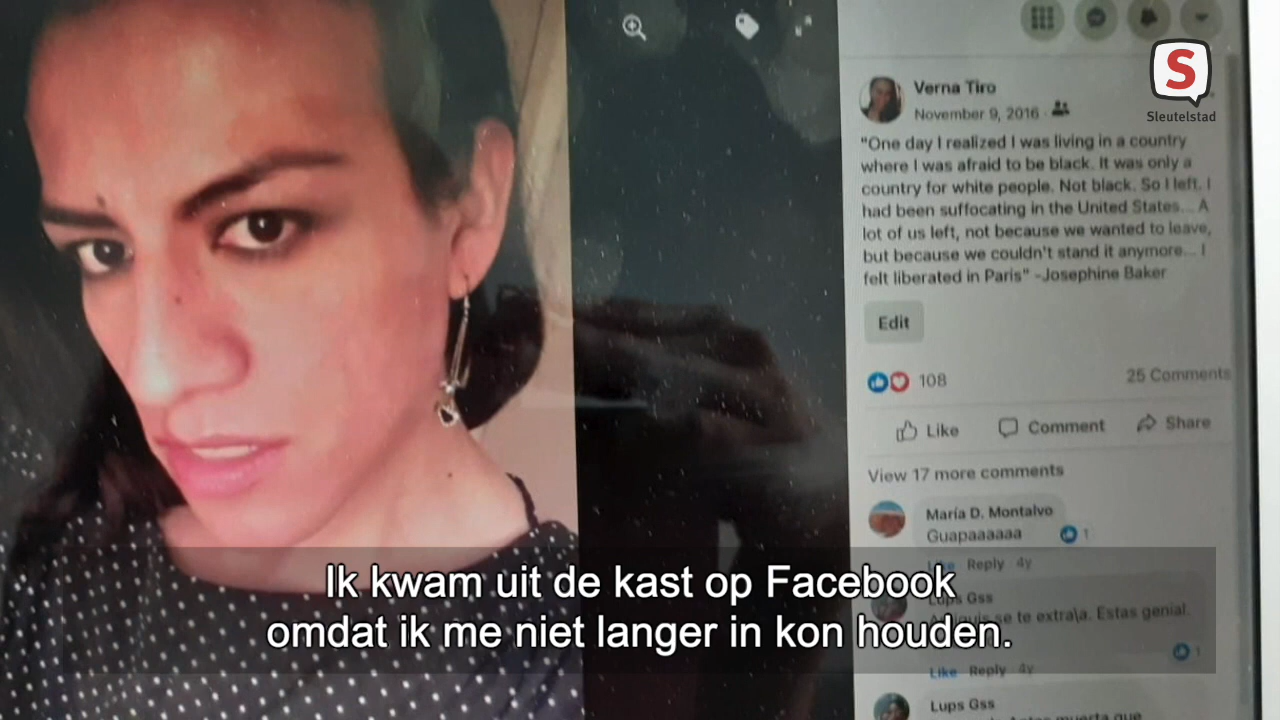 S
Sleutelstad
Verna Tiro
November 9, 2016
"One day I realized I was living in a country
where I was afraid to be black. It was only a
country for white people. Not black. So I left. I
had been suffocating in the United States... A
lot of us left, not because we wanted to leave,
but because we couldn't stand it anymore... I
felt liberated in Paris" -Josephine Baker
Edit
108
25 Comments
Like Comment Share
View 17 more comments
María D. Montalvo
Guapaaaaaa
1
Like Reply 4y
Lups Gss
se te extra\a. Estas genial.
1
Like Reply 4y
Lups Gss
Ik kwam uit de kast op Facebook
omdat ik me niet langer in kon houden.